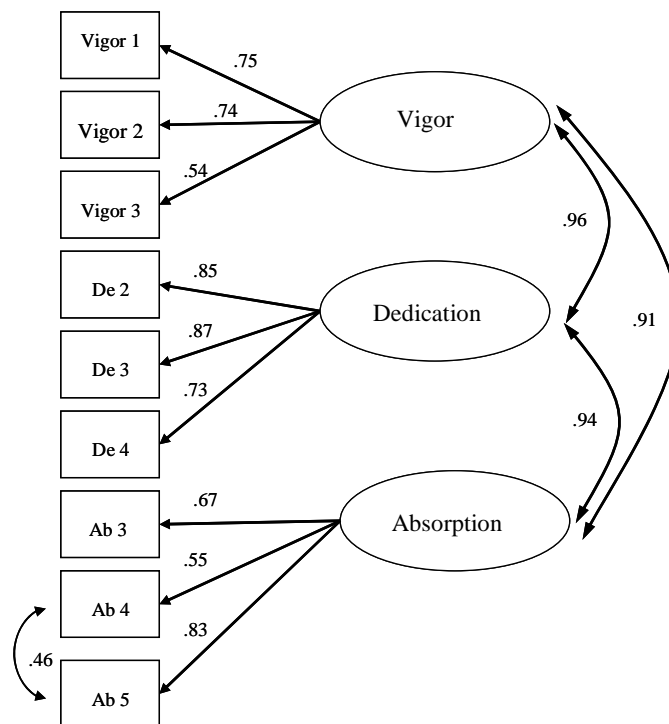 Vigor 1
.75
Vigor 2
.74
Vigor
Vigor 3
.54
.96
De 2
.85
Dedication
De 3
.87
.91
De 4
.73
.94
Ab 3
.67
Absorption
Ab 4
.55
.83
.46
Ab 5